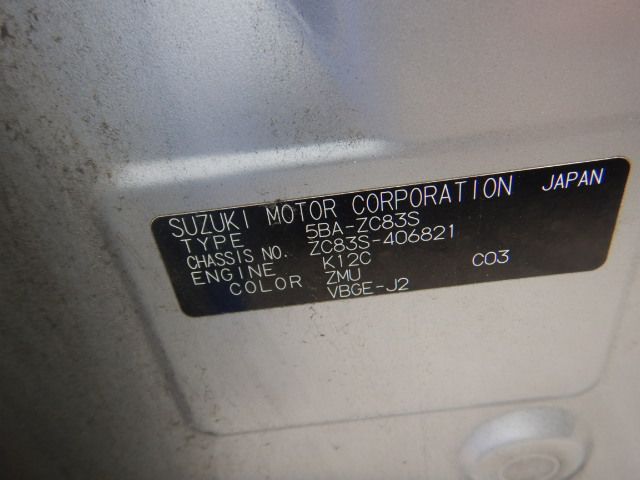 SUZUKI MOTOR CORPORATION JAPAN
TYPE 5BA-ZC83S
CHASSIS NO. ZC83S-406821
ENGINE K12C C03
COLOR ZMU
VBGE-J2